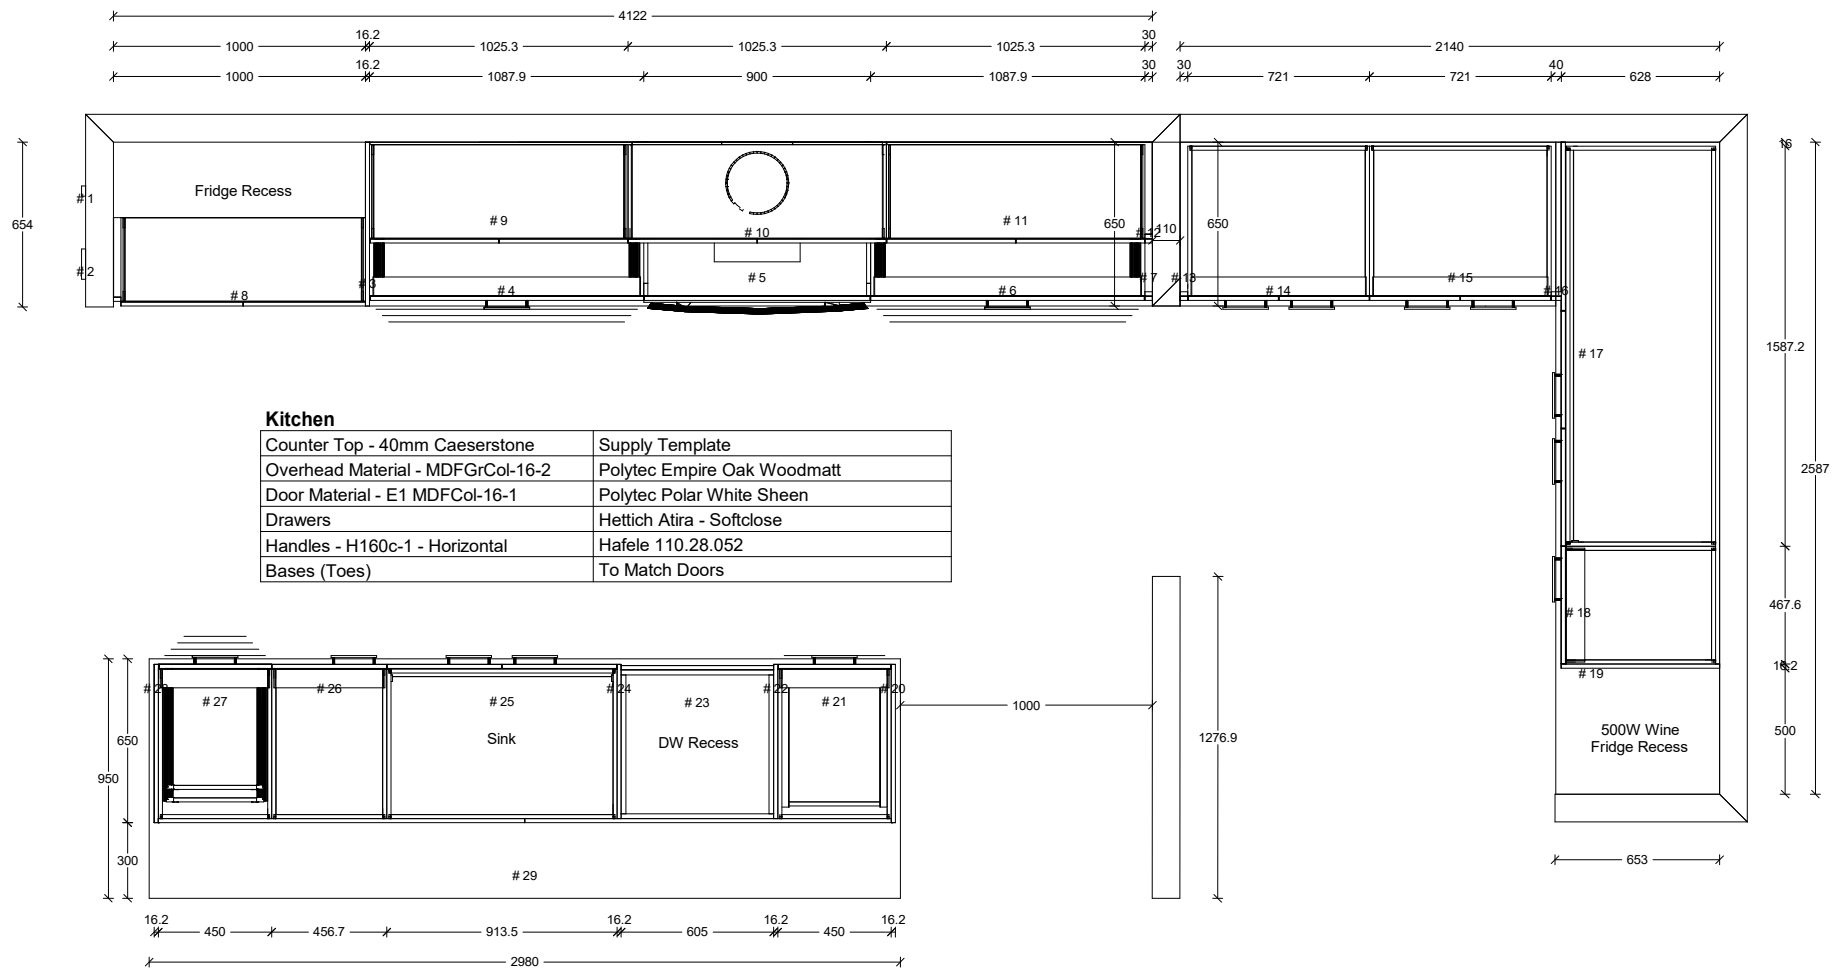 4122
16.2 30
1000 1025.3 1025.3 1025.3 2140
16.2 30 30 40
1000 1087.9 900 1087.9 721 721 628
16
Fridge Recess
# 1
# 9 # 11
654 650 650
# 10 # 12 110
# 2 # 5 # 7 # 13 # 15
# 3
# 8 # 4 # 6 # 14 # 16
1587.2
# 17
Kitchen
Counter Top - 40mm Caeserstone Supply Template
Overhead Material - MDFGrCol-16-2 Polytec Empire Oak Woodmatt
2587
Door Material - E1 MDFCol-16-1 Polytec Polar White Sheen
Drawers Hettich Atira - Softclose
Handles - H160c-1 - Horizontal Hafele 110.28.052
Bases (Toes) To Match Doors
467.6
# 18
16.2
# 19
# 26 # 24 # 22 # 20
# 27 # 25 # 23 # 21
1000
500W Wine
Fridge Recess
500
650 Sink DW Recess 1276.9
950
300 653
# 29
16.2 16.2 16.2 16.2
450 456.7 913.5 605 450
2980